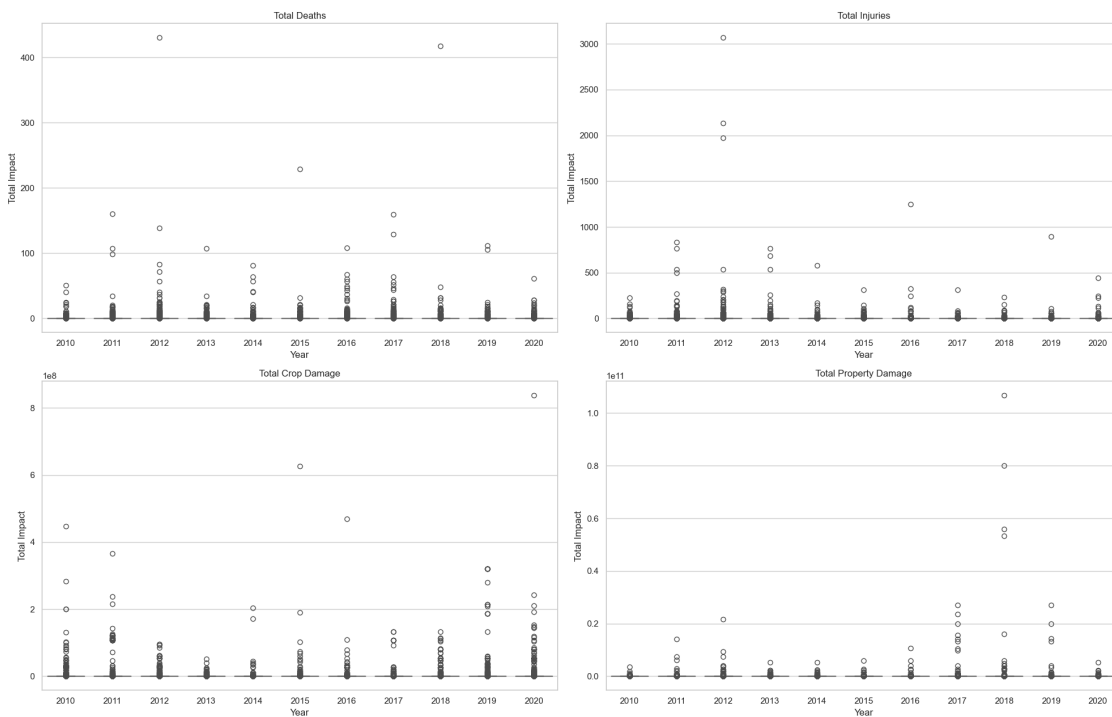 Total Deaths
Total Impact
400
300
200
100
0
2010 2011 2012 2013 2014 2015 2016 2017 2018 2019 2020
Year
Total Injuries
Total Impact
3000
2500
2000
1500
1000
500
0
2010 2011 2012 2013 2014 2015 2016 2017 2018 2019 2020
Year
Total Crop Damage
1e8
Total Impact
8
6
4
2
0
2010 2011 2012 2013 2014 2015 2016 2017 2018 2019 2020
Year
Total Property Damage
1e11
Total Impact
1.0
0.8
0.6
0.4
0.2
0.0
2010 2011 2012 2013 2014 2015 2016 2017 2018 2019 2020
Year